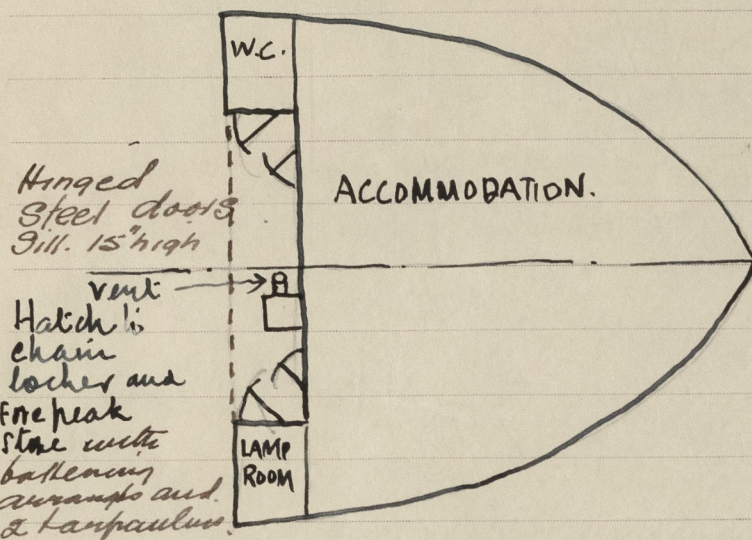 W.C.
ACCOMMODATION.
Hinged
Steel doors
Sill. 15" high
vent
Hatch to
chain
locker and
Forepeak
store with
battening
arrangts and
2 tarpaulins.
LAMP
ROOM